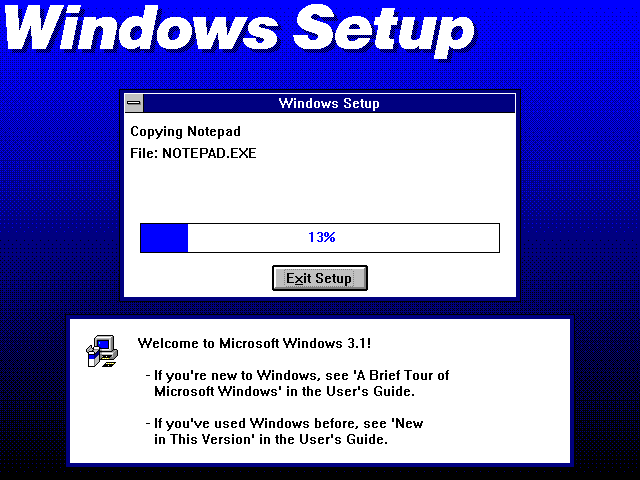 Windows Setup
Windows Setup
Copying Notepad
File: NOTEPAD.EXE
13%
Exit Setup
Welcome to Microsoft Windows 3.1!
- If you're new to Windows, see 'A Brief Tour of
Microsoft Windows' in the User's Guide.
- If you've used Windows before, see 'New
in This Version' in the User's Guide.